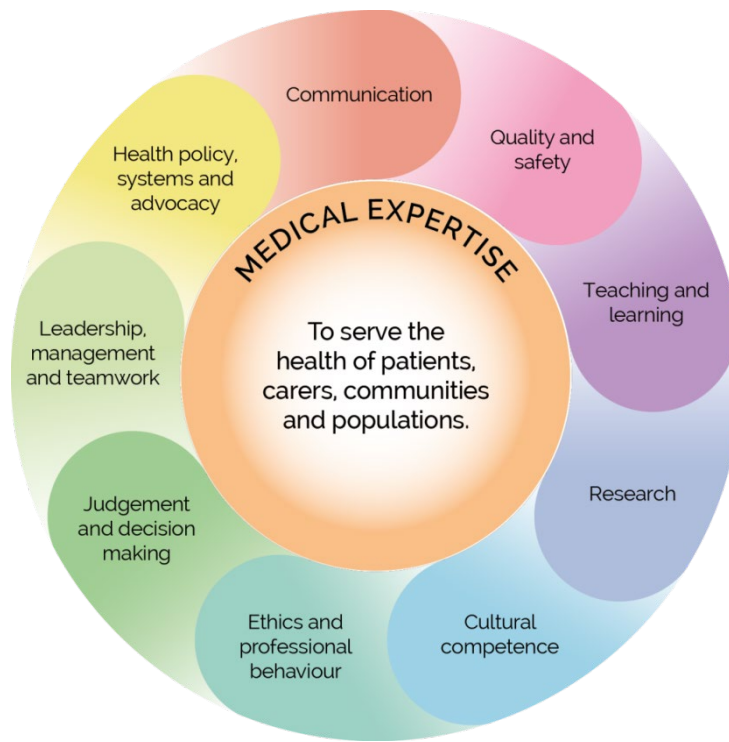 MEDICAL EXPERTISE
To serve the
health of patients,
carers, communities
and populations.
Communication
Quality and
safety
Teaching and
learning
Research
Cultural
competence
Ethics and
professional
behaviour
Judgement
and decision
making
Leadership,
management
and teamwork
Health policy,
systems and
advocacy